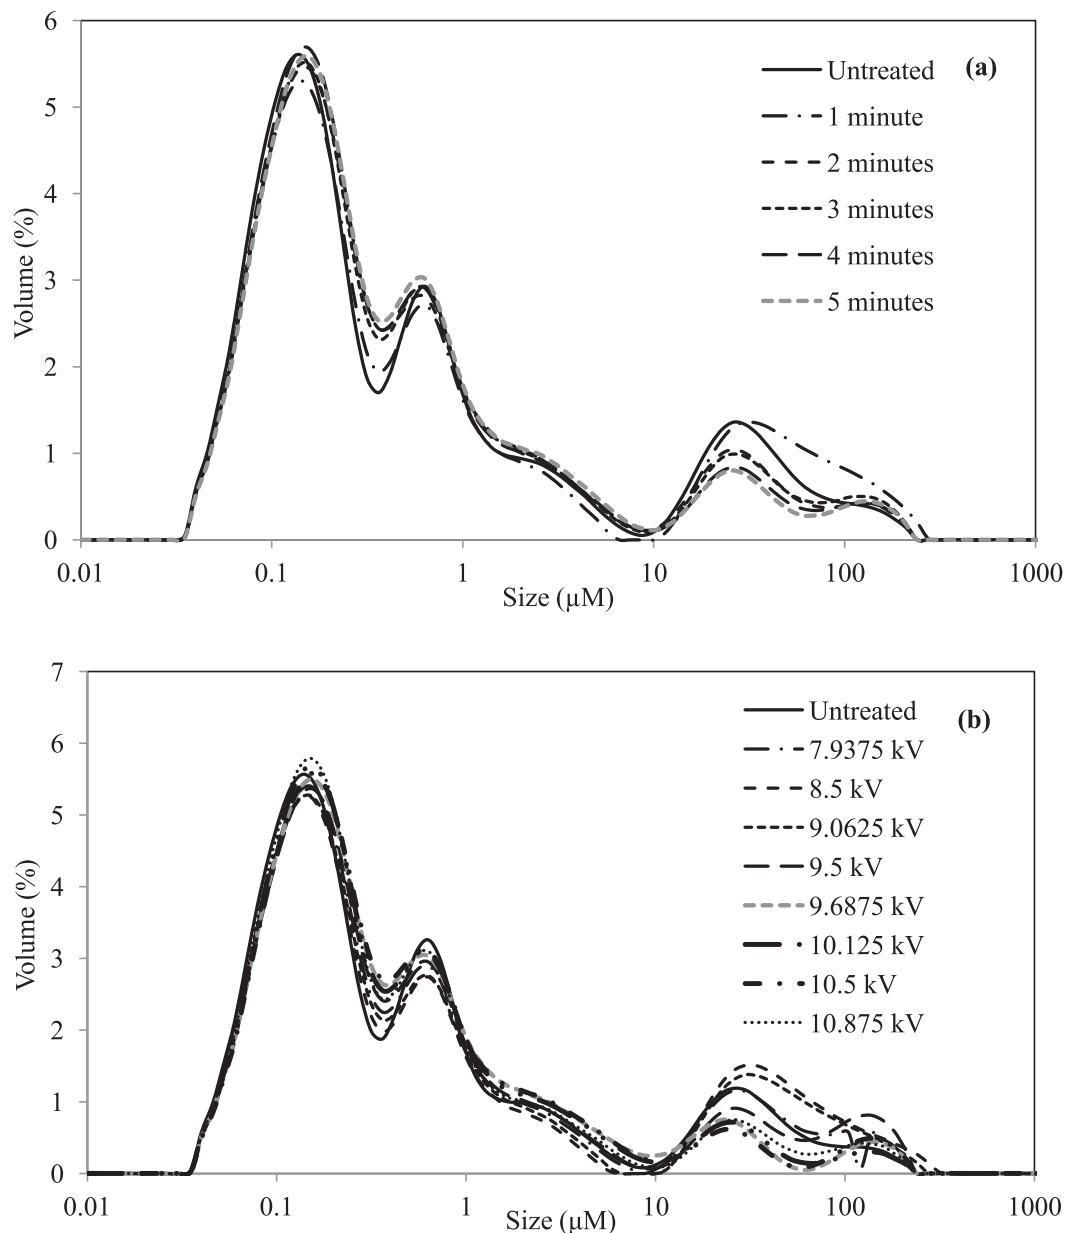 6
5
4
3
2
1
0
Volume (%)
0.01 0.1 1 10 100 1000
Size (µM)
(a)
Untreated
1 minute
2 minutes
3 minutes
4 minutes
5 minutes
7
6
5
4
3
2
1
0
Volume (%)
0.01 0.1 1 10 100 1000
Size (µM)
(b)
Untreated
7.9375 kV
8.5 kV
9.0625 kV
9.5 kV
9.6875 kV
10.125 kV
10.5 kV
10.875 kV